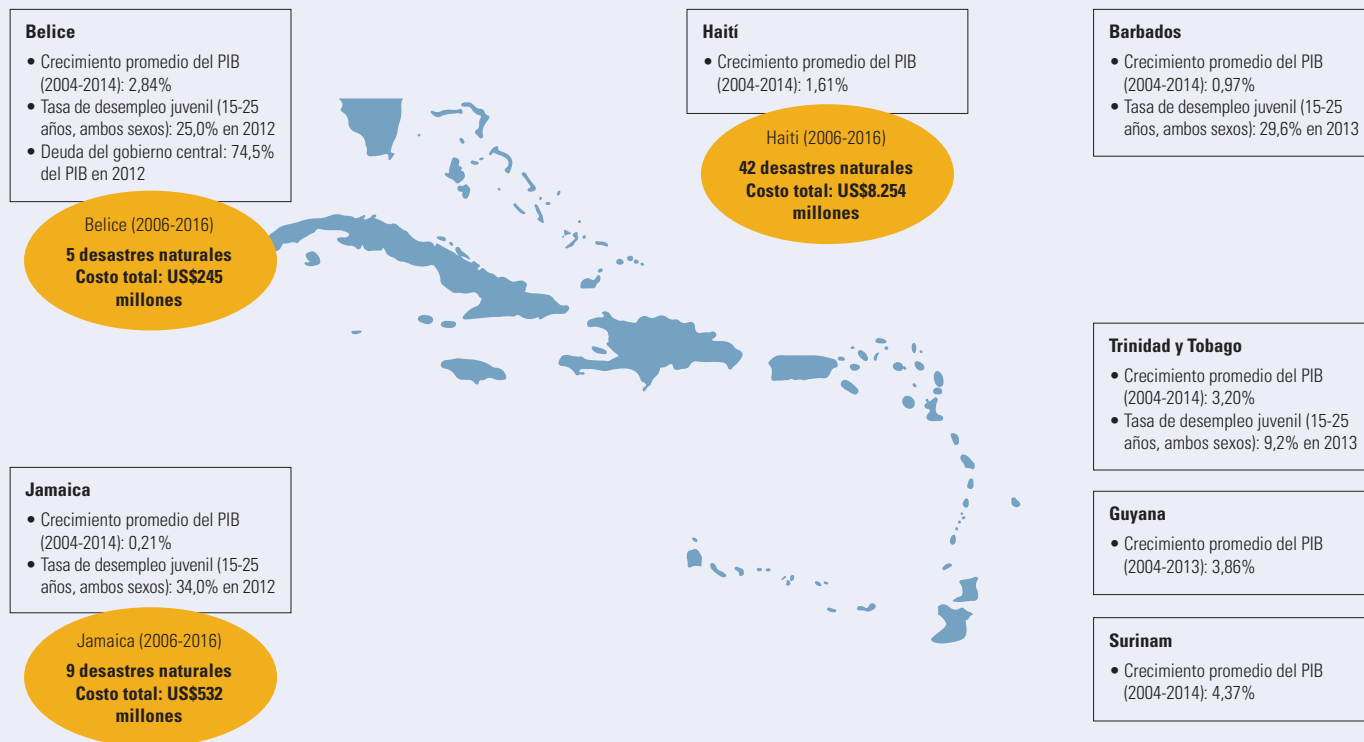 Belice
• Crecimiento promedio del PIB
(2004-2014): 2,84%
• Tasa de desempleo juvenil (15-25
años, ambos sexos): 25,0% en 2012
• Deuda del gobierno central: 74,5%
del PIB en 2012
Belice (2006-2016)
5 desastres naturales
Costo total: US$245
millones
Haití
• Crecimiento promedio del PIB
(2004-2014): 1,61%
Haiti (2006-2016)
42 desastres naturales
Costo total: US$8.254
millones
Barbados
• Crecimiento promedio del PIB
(2004-2014): 0,97%
• Tasa de desempleo juvenil (15-25
años, ambos sexos): 29,6% en 2013
Trinidad y Tobago
• Crecimiento promedio del PIB
(2004-2014): 3,20%
• Tasa de desempleo juvenil (15-25
años, ambos sexos): 9,2% en 2013
Jamaica
• Crecimiento promedio del PIB
(2004-2014): 0,21%
• Tasa de desempleo juvenil (15-25
años, ambos sexos): 34,0% en 2012
Jamaica (2006-2016)
9 desastres naturales
Costo total: US$532
millones
Guyana
• Crecimiento promedio del PIB
(2004-2013): 3,86%
Surinam
• Crecimiento promedio del PIB
(2004-2014): 4,37%